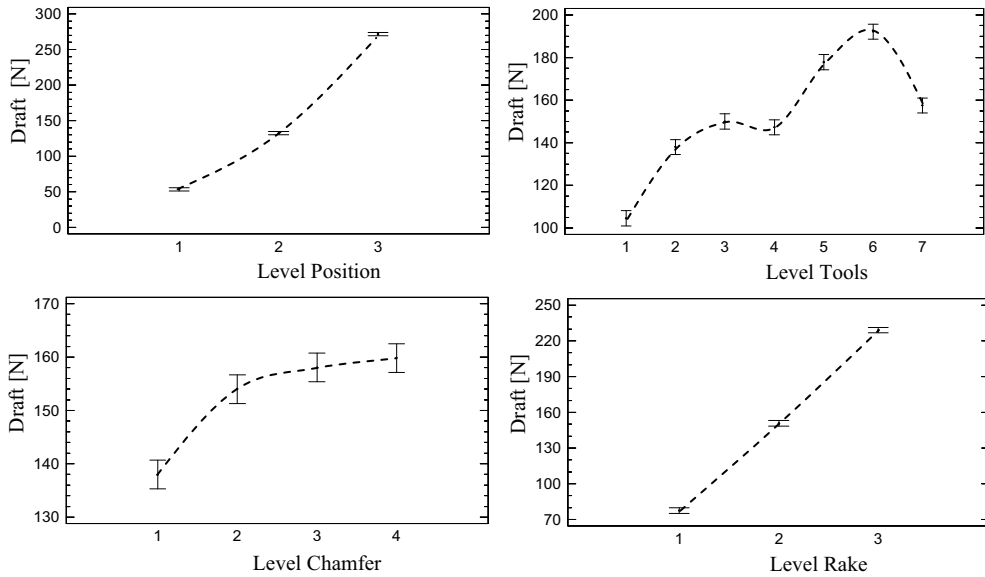 300
250
200
150
100
50
0
Draft [N]
1 2 3
Level Position
200
180
160
140
120
100
Draft [N]
1 2 3 4 5 6 7
Level Tools
170
160
150
140
130
Draft [N]
1 2 3 4
Level Chamfer
250
220
190
160
130
100
70
Draft [N]
1 2 3
Level Rake